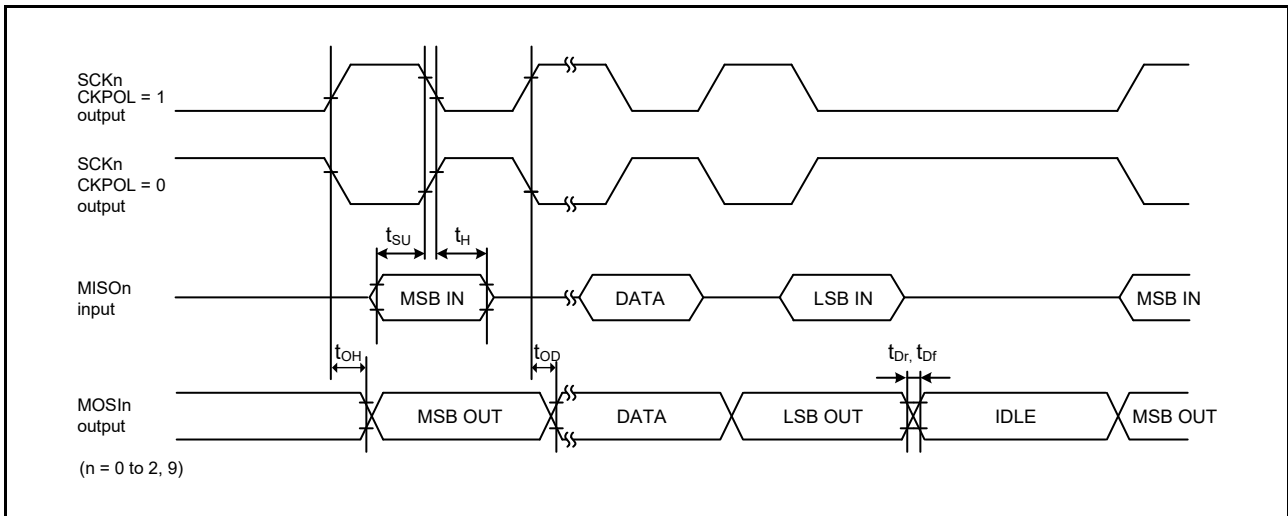 SCKn
CKPOL = 1
output
SCKn
CKPOL = 0
output
tSU
tH
MISOn
input
MSB IN
DATA
LSB IN
MSB IN
tOH
tOD
tDr, tDf
MOSIn
output
MSB OUT
DATA
LSB OUT
IDLE
MSB OUT
(n = 0 to 2, 9)